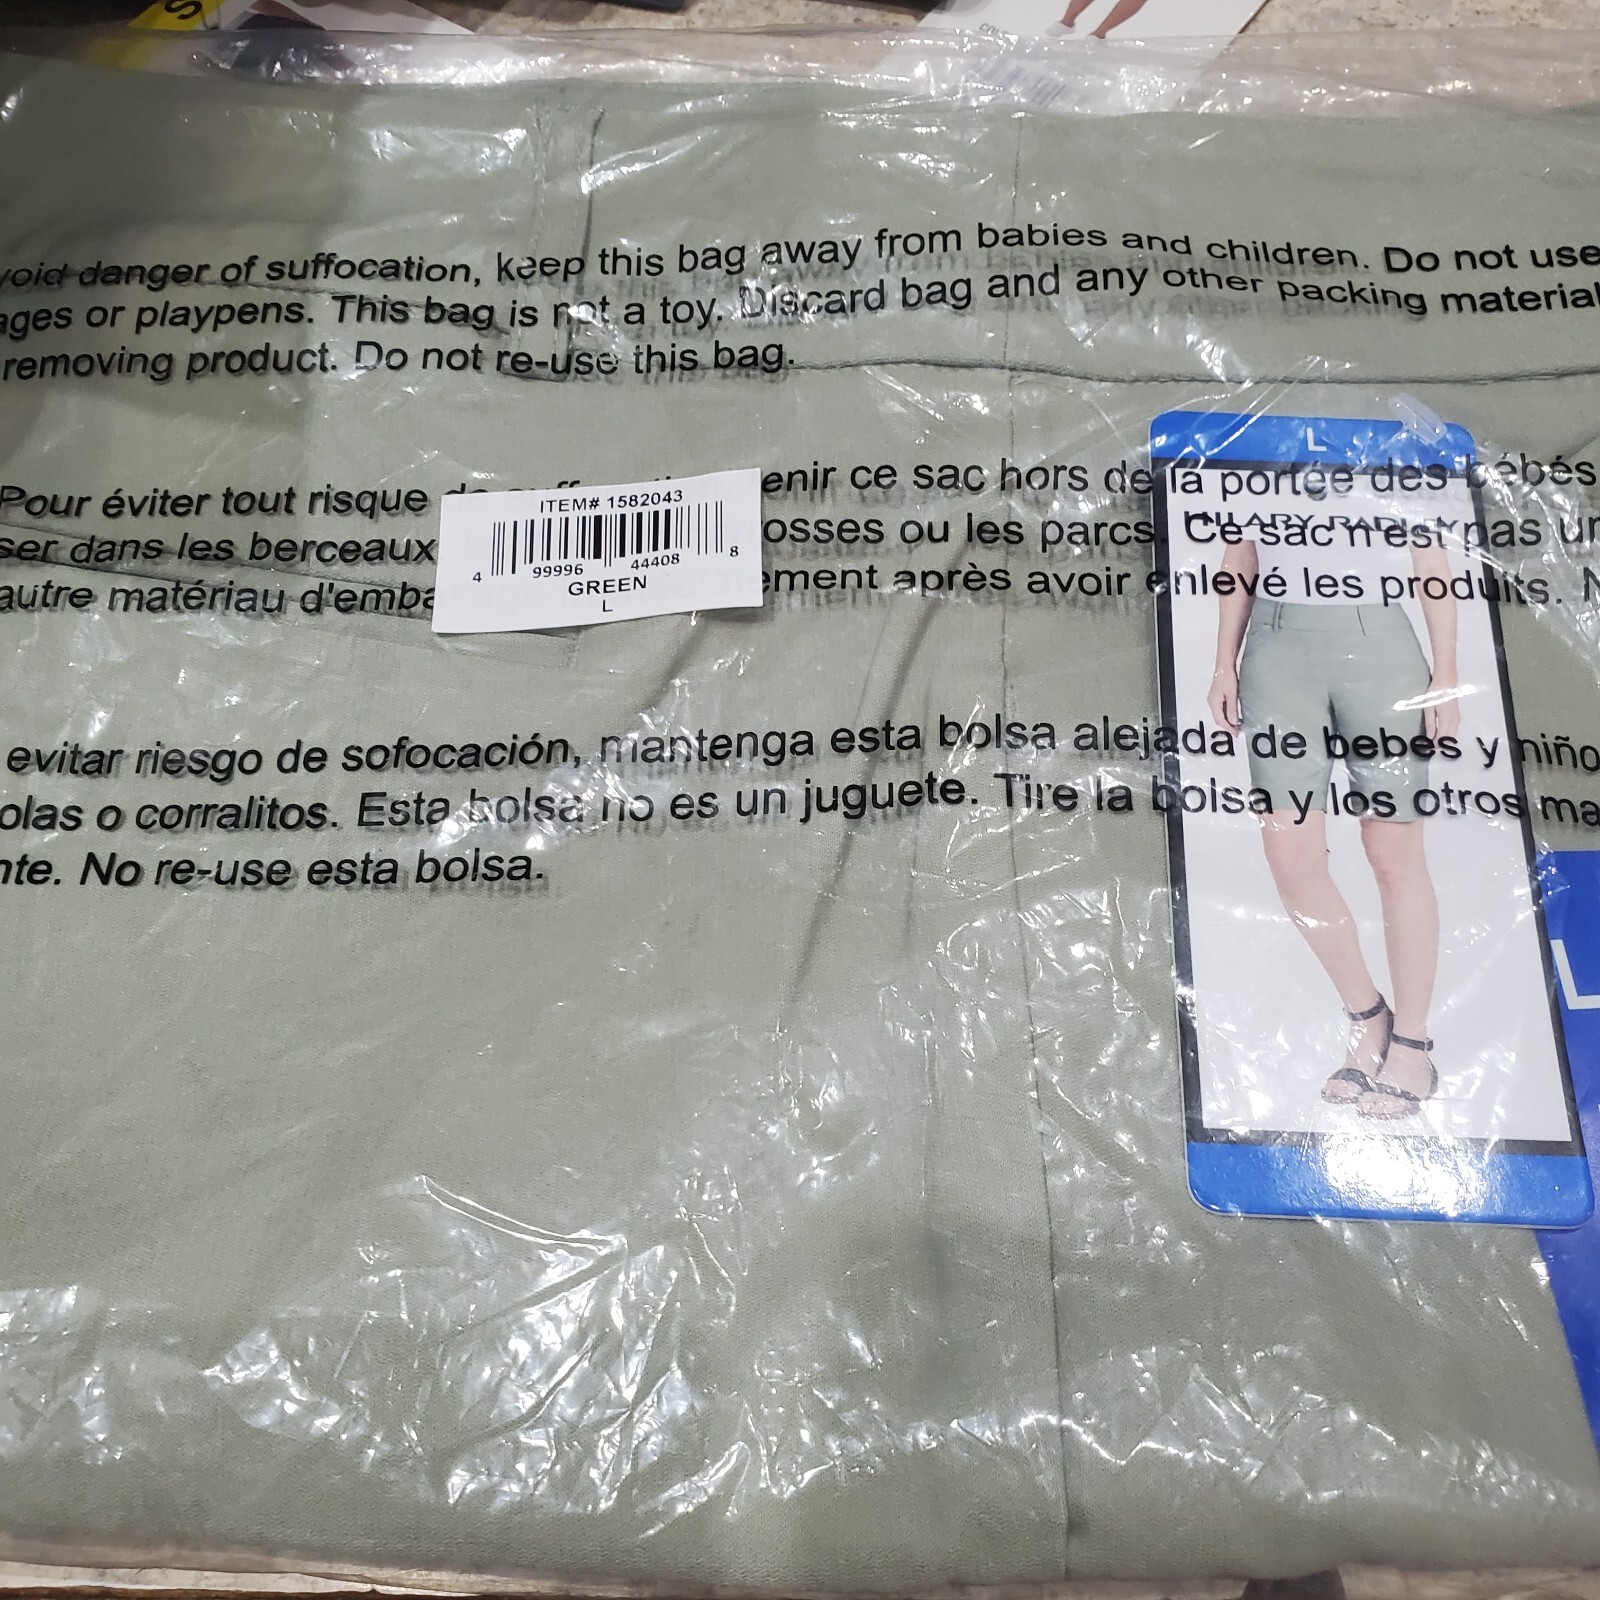 void danger of suffocation, keep this bag away from babies and children. Do not use
ages or playpens. This bag is not a toy. Discard bag and any other packing material
removing product. Do not re-use this bag.
L
Pour éviter tout risque enir ce sac hors de la portée des bébés
HILARY RADLEY
ser dans les berceaux osses ou les parcs. Ce sac n'est pas un
autre matériau d'emba ement après avoir enlevé les produits. N
ITEM# 1582043
4 99996 44408 8
GREEN
L
evitar riesgo de sofocación, mantenga esta bolsa alejada de bebes y niño
olas o corralitos. Esta bolsa no es un juguete. Tire la bolsa y los otros ma
nte. No re-use esta bolsa.
L